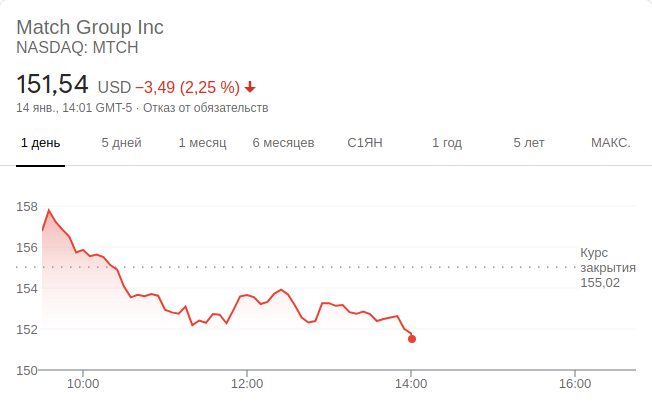 Match Group Inc
NASDAQ: MTCH
151,54 USD −3,49 (2,25 %)
14 янв., 14:01 GMT-5 · Отказ от обязательств
1 день 5 дней 1 месяц 6 месяцев С1ЯН 1 год 5 лет МАКС.
158
156
Курс
закрытия
155,02
154
152
150
10:00 12:00 14:00 16:00